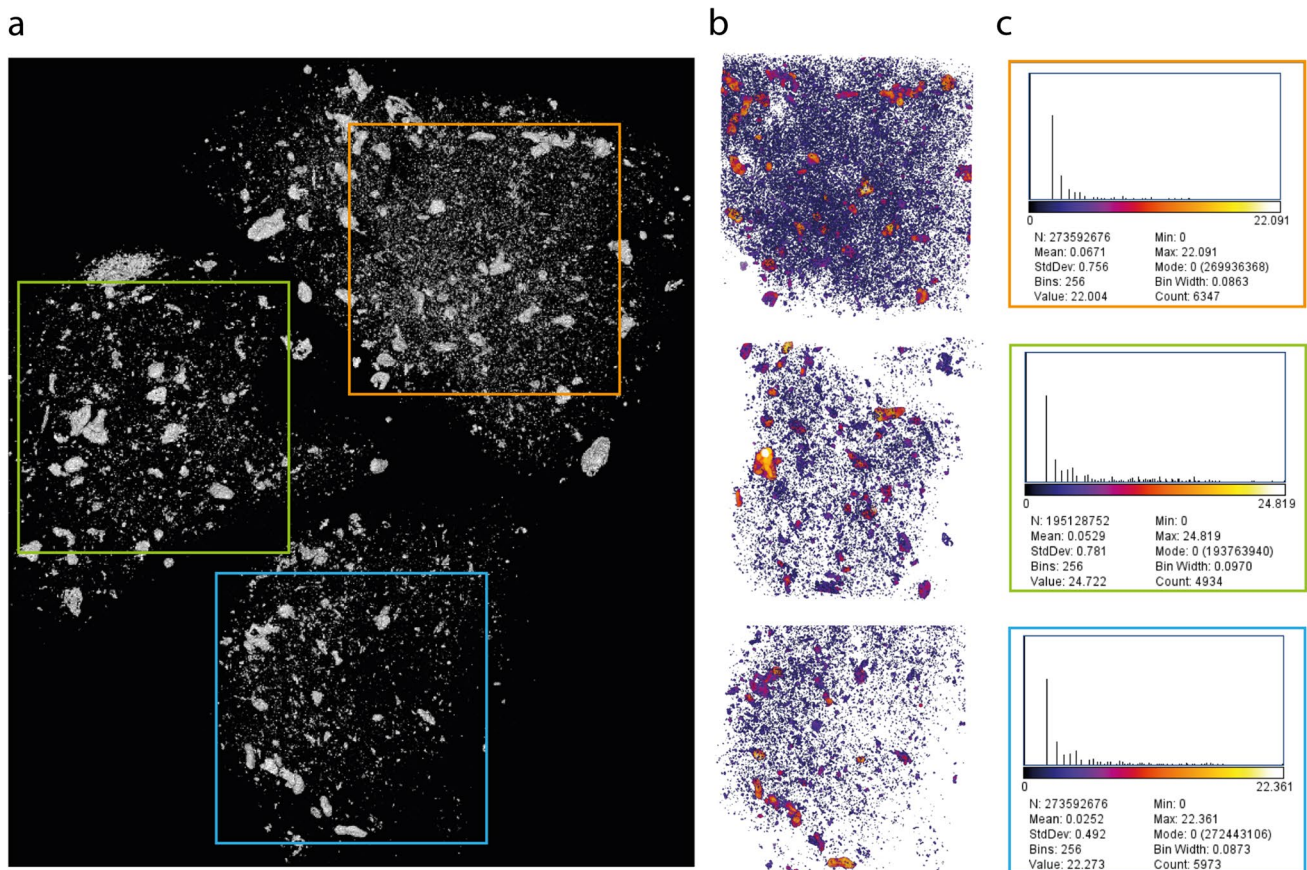 a
b
c
0 22.091
N: 273592676 Min: 0
Mean: 0.0671 Max: 22.091
StdDev: 0.756 Mode: 0 (269936368)
Bins: 256 Bin Width: 0.0863
Value: 22.004 Count: 6347
0 24.819
N: 195128752 Min: 0
Mean: 0.0529 Max: 24.819
StdDev: 0.781 Mode: 0 (193763940)
Bins: 256 Bin Width: 0.0970
Value: 24.722 Count: 4934
0 22.361
N: 273592676 Min: 0
Mean: 0.0252 Max: 22.361
StdDev: 0.492 Mode: 0 (272443106)
Bins: 256 Bin Width: 0.0873
Value: 22.273 Count: 5973